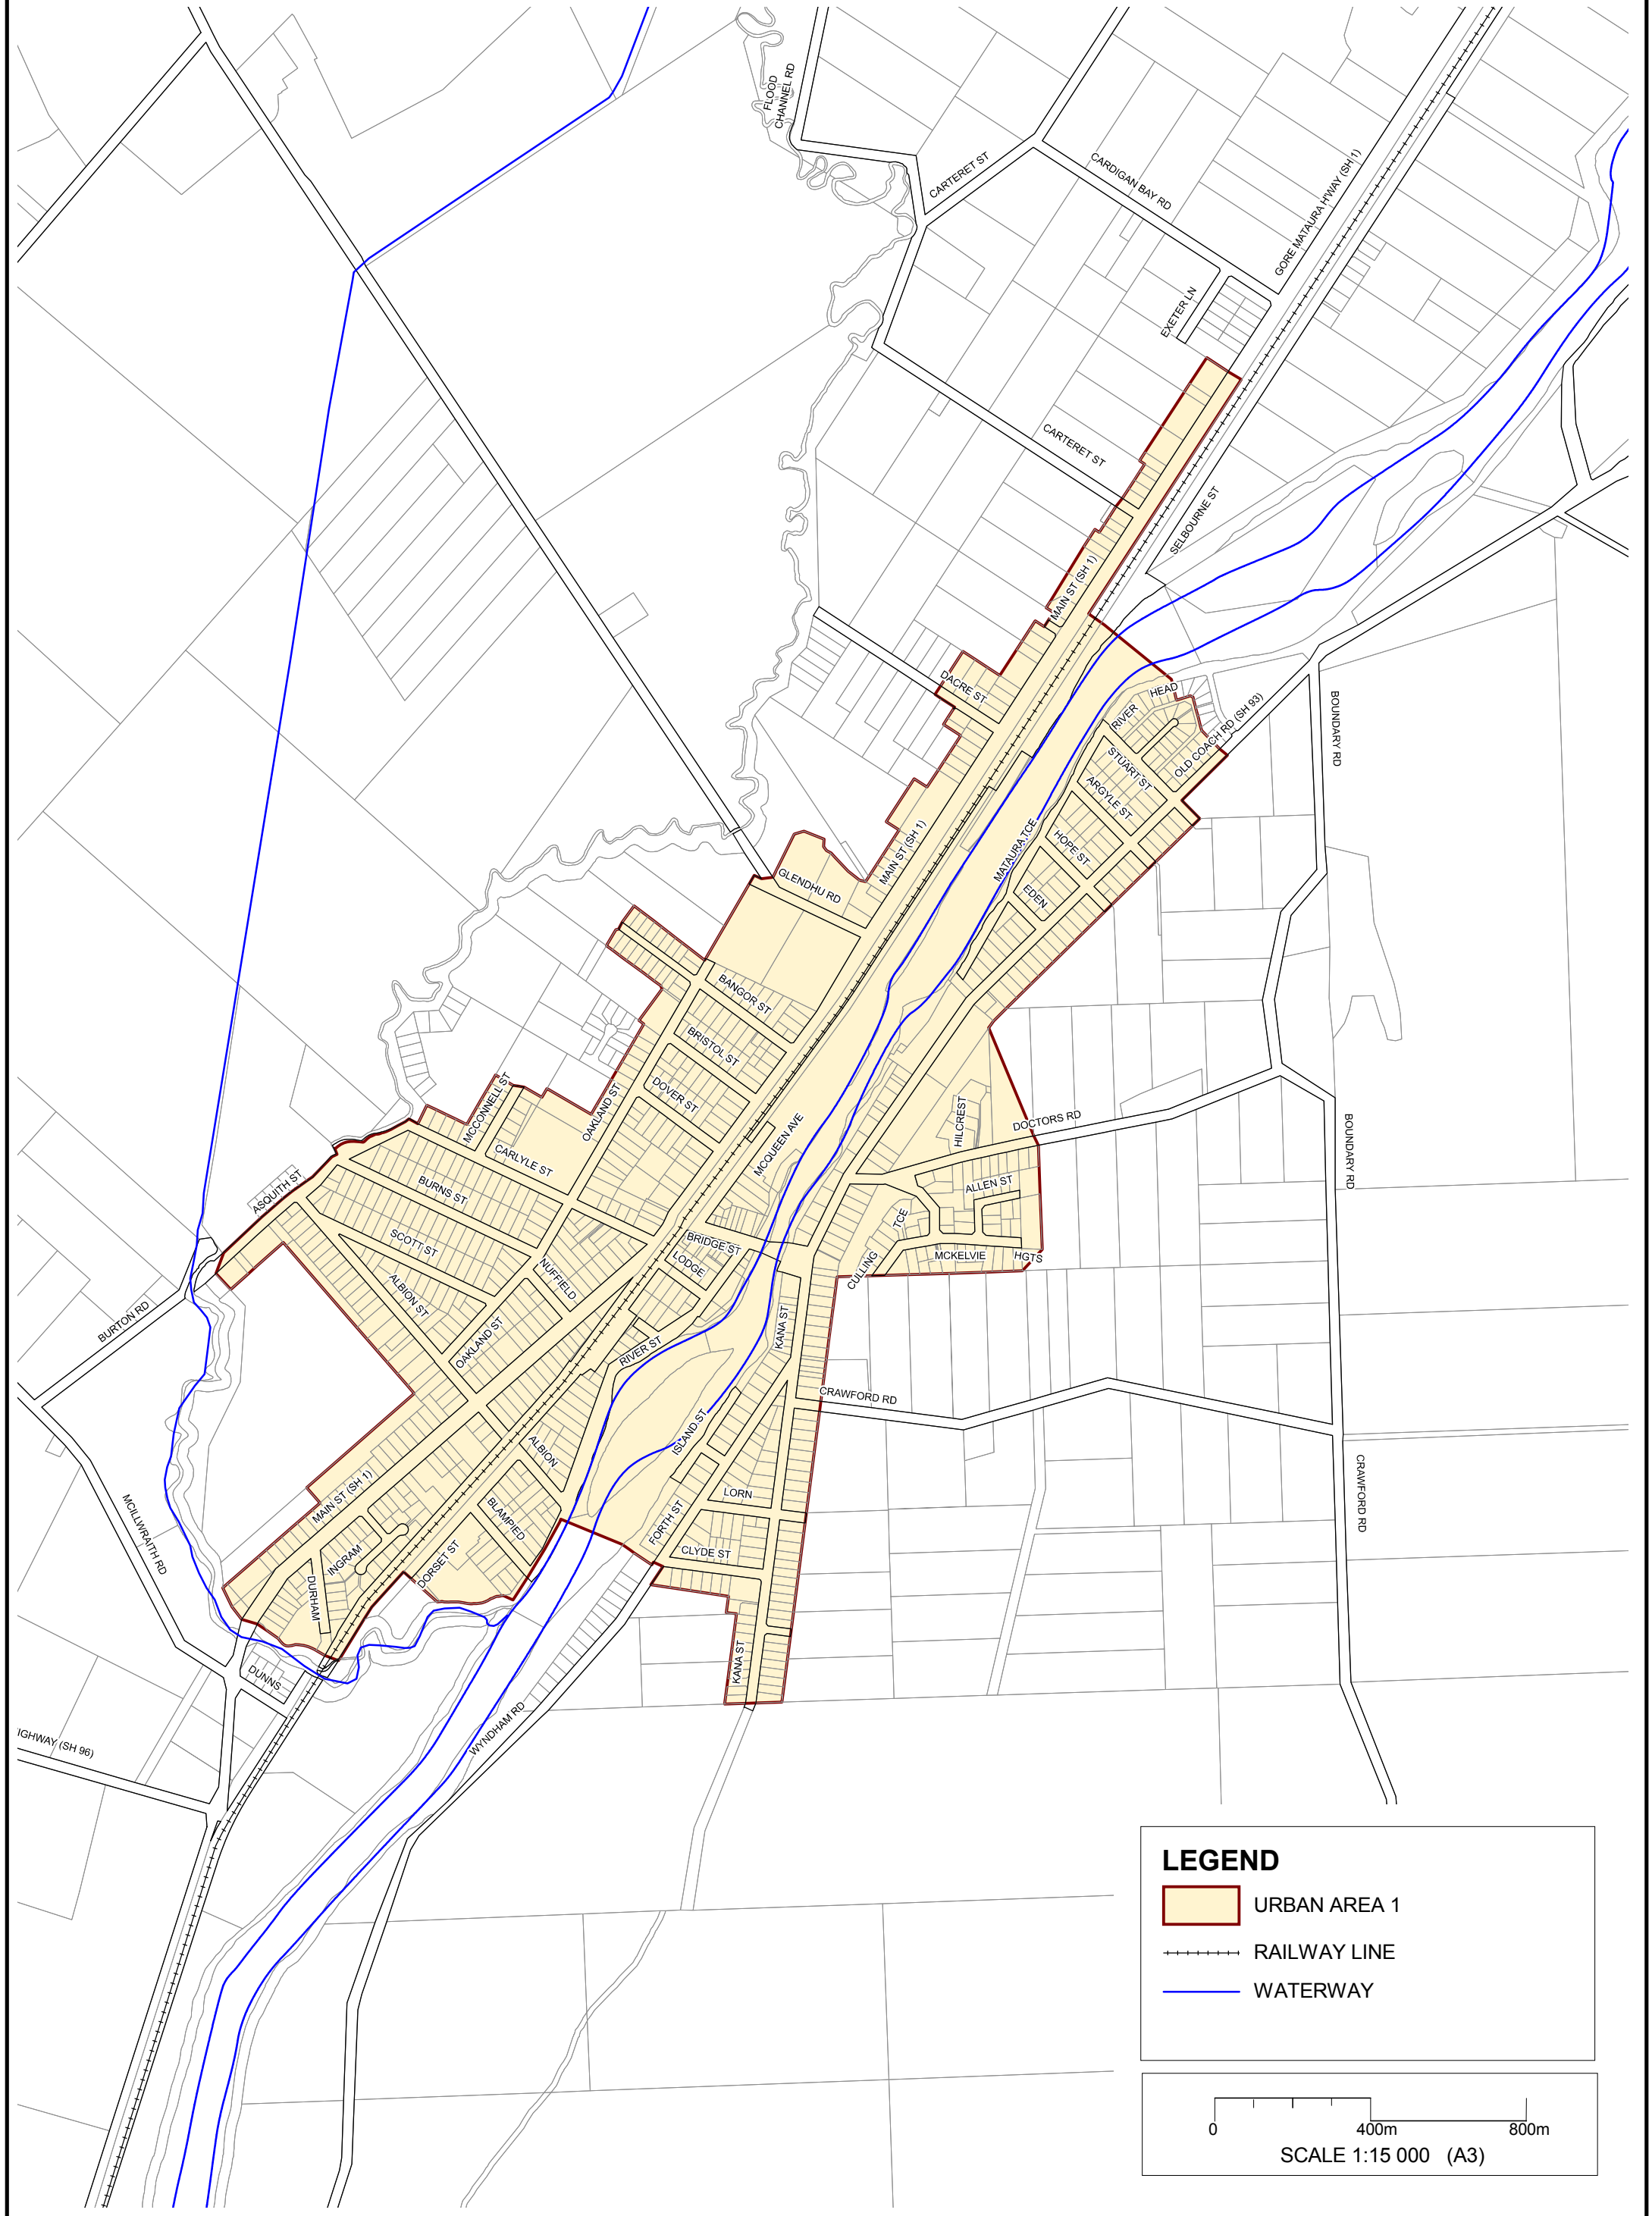 FLOOD
CHANNEL RD
CARTERET ST
CARDIGAN BAY RD
GORE MATAURA H'WAY (SH 1)
EXETER LN
CARTERET ST
SELBOURNE ST
MAIN ST (SH 1)
DACRE ST
HEAD
RIVER
OLD COACH RD (SH 93)
BOUNDARY RD
STUART ST
ARGYLE ST
HOPE ST
MATAURA TCE
EDEN
MAIN ST (SH 1)
GLENDHU RD
BANGOR ST
BRISTOL ST
DOVER ST
OAKLAND ST
MCCONNELL ST
CARLYLE ST
MCQUEEN AVE
HILCREST
DOCTORS RD
BOUNDARY RD
ASQUITH ST
BURNS ST
ALLEN ST
SCOTT ST
TCE
BRIDGE ST
LODGE
MCKELVIE
HGTS
CULLING
NUFFIELD
ALBION ST
BURTON RD
OAKLAND ST
RIVER ST
KANA ST
CRAWFORD RD
ISLAND ST
ALBION
MAIN ST (SH 1)
LORN
CRAWFORD RD
BLAMPIED
FORTH ST
MCILLWRAITH RD
INGRAM
DORSET ST
CLYDE ST
DURHAM
KANA ST
DUNNS
WYNDHAM RD
IGHWAY (SH 96)
LEGEND
URBAN AREA 1
RAILWAY LINE
WATERWAY
0 400m 800m
SCALE 1:15 000 (A3)